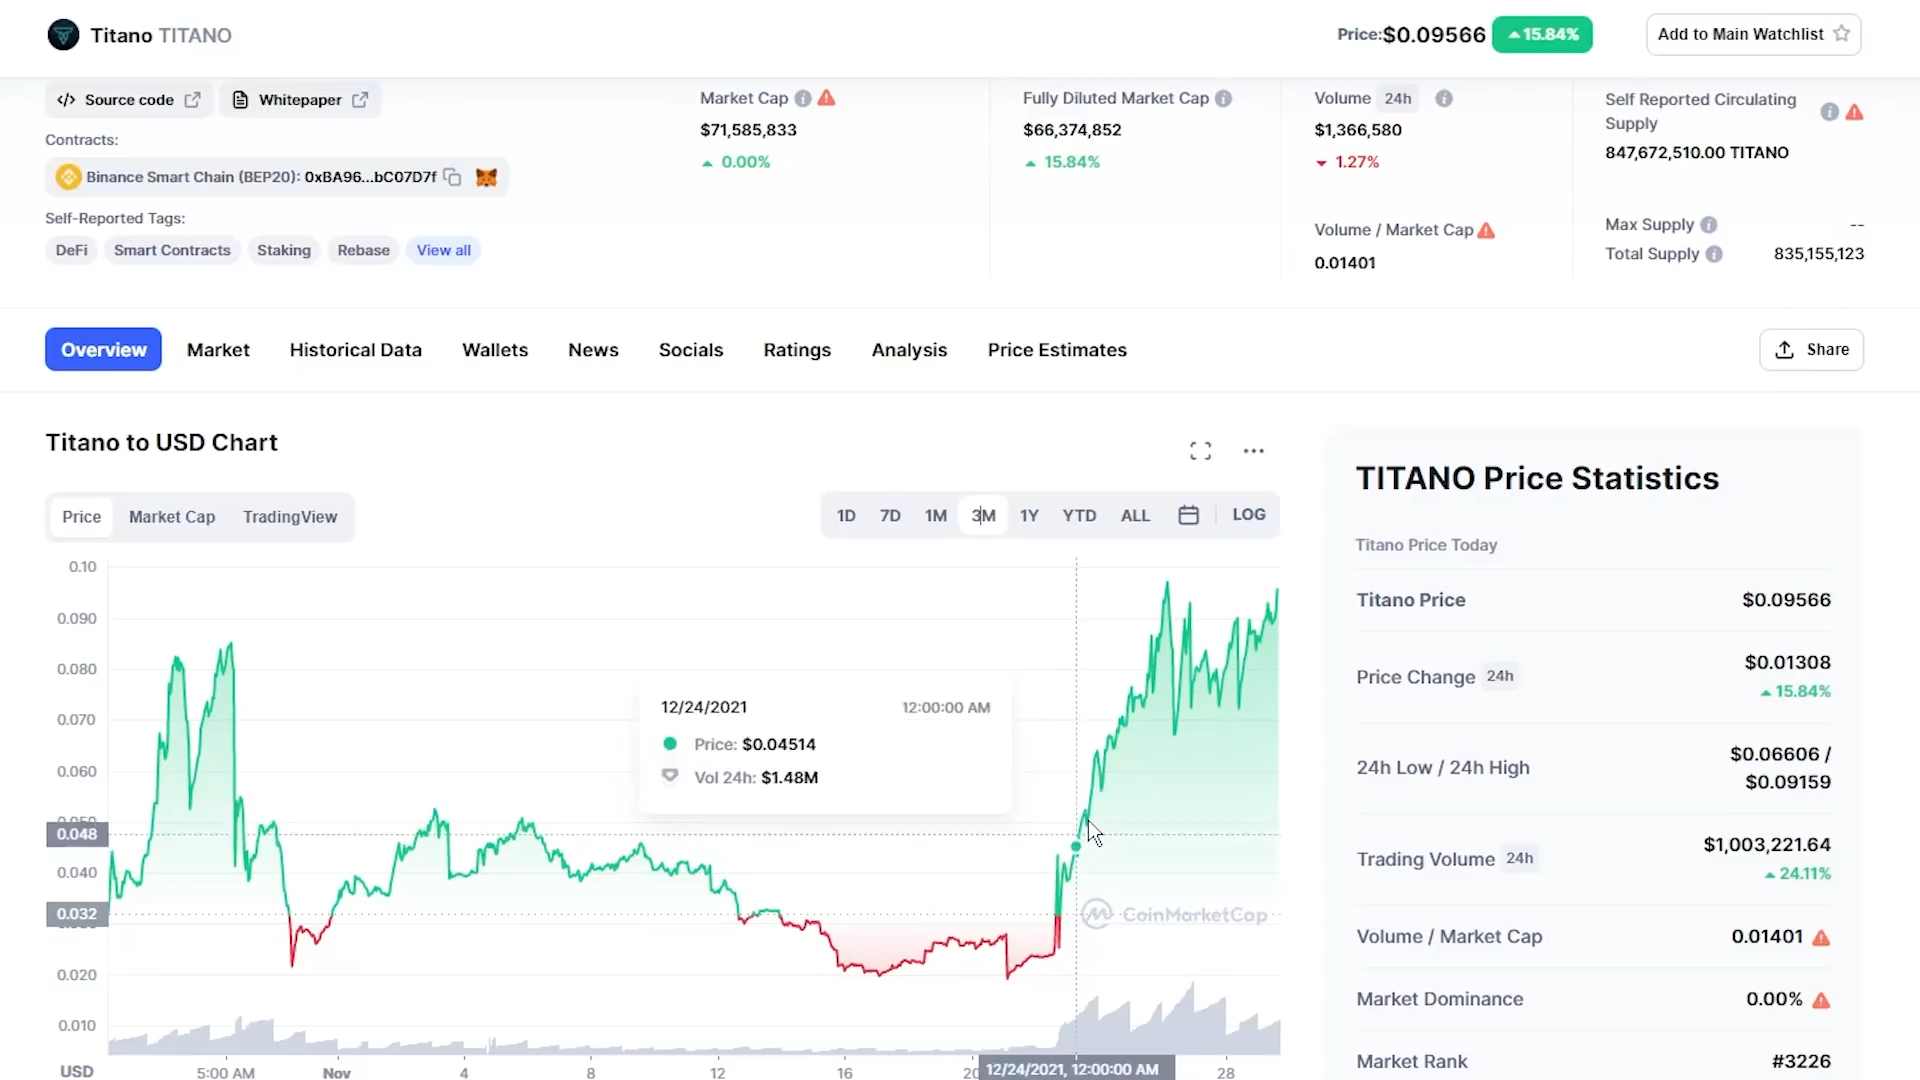 Titano TITANO
Price:$0.09566
15.84%
Add to Main Watchlist
Source code
Whitepaper
Contracts:
Binance Smart Chain (BEP20): 0xBA96...bC07D7f
Self-Reported Tags:
DeFi
Smart Contracts
Staking
Rebase
View all
Market Cap
$71,585,833
0.00%
Fully Diluted Market Cap
$66,374,852
15.84%
Volume 24h
$1,366,580
1.27%
Volume / Market Cap
0.01401
Self Reported Circulating
Supply
847,672,510.00 TITANO
Max Supply --
Total Supply 835,155,123
Overview
Market
Historical Data
Wallets
News
Socials
Ratings
Analysis
Price Estimates
Share
Titano to USD Chart
Price
Market Cap
TradingView
1D
7D
1M
3M
1Y
YTD
ALL
LOG
0.10
0.090
0.080
0.070
0.060
0.048
0.040
0.032
0.020
0.010
12/24/2021 12:00:00 AM
Price: $0.04514
Vol 24h: $1.48M
CoinMarketCap
USD
5:00 AM
Nov
4
8
12
16
12/24/2021, 12:00:00 AM
28
TITANO Price Statistics
Titano Price Today
Titano Price $0.09566
Price Change 24h $0.01308
15.84%
24h Low / 24h High $0.06606 /
$0.09159
Trading Volume 24h $1,003,221.64
24.11%
Volume / Market Cap 0.01401
Market Dominance 0.00%
Market Rank #3226